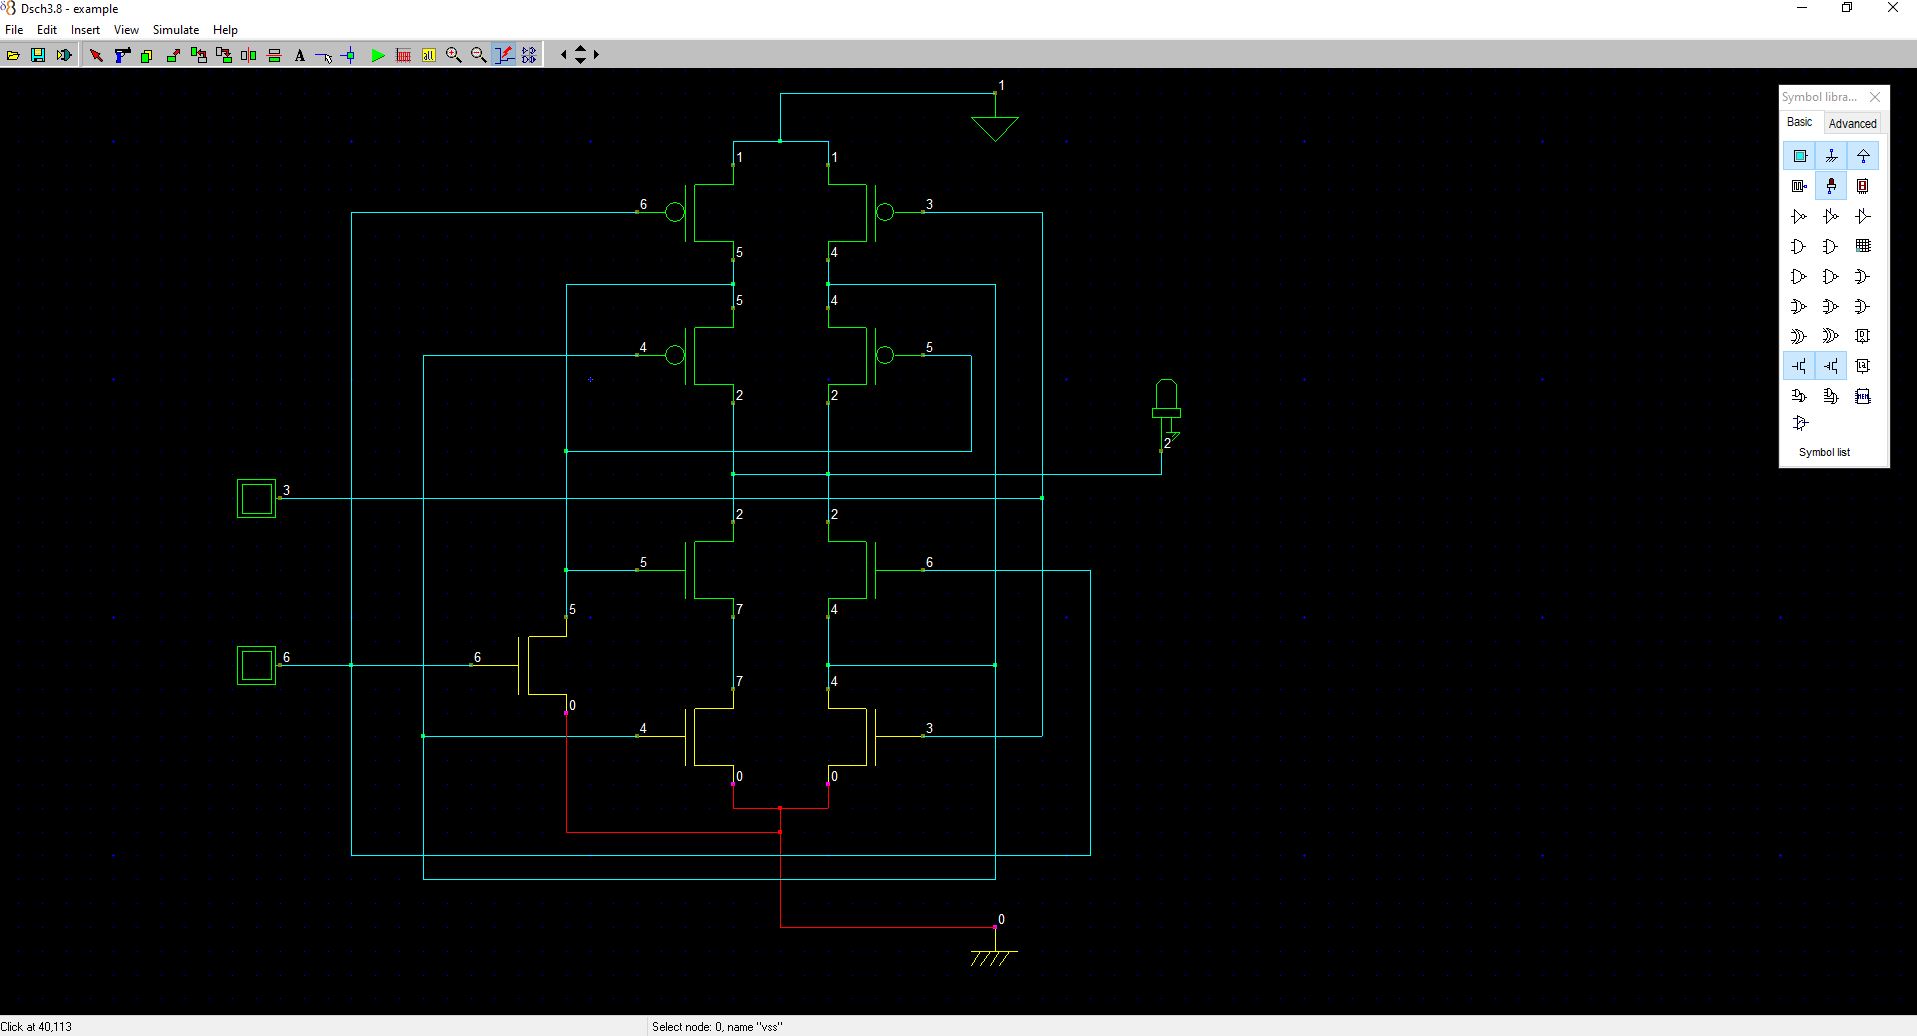 Dsch3.8 - example
File Edit Insert View Simulate Help
A
1
Symbol libra...
Basic Advanced
1 1
6 3
5 4
5 4
4 5
2 2
2
Symbol list
3
2 2
5 6
5 7 4
6 6
7 4
0
4 3
0 0
0
Click at 40,113 Select node: 0, name "vss"